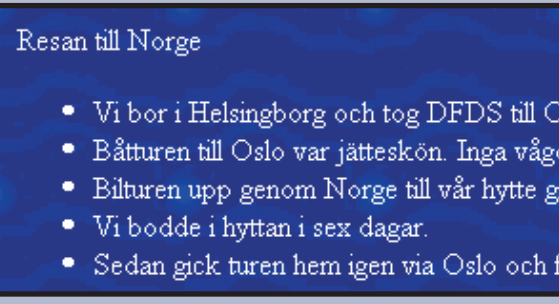 Resan till Norge
• Vi bor i Helsingborg och tog DFDS till
• Båtturen till Oslo var jätteskön. Inga
• Bilturen upp genom Norge till vår hytte
• Vi bodde i hyttan i sex dagar.
• Sedan gick turen hem igen via Oslo och